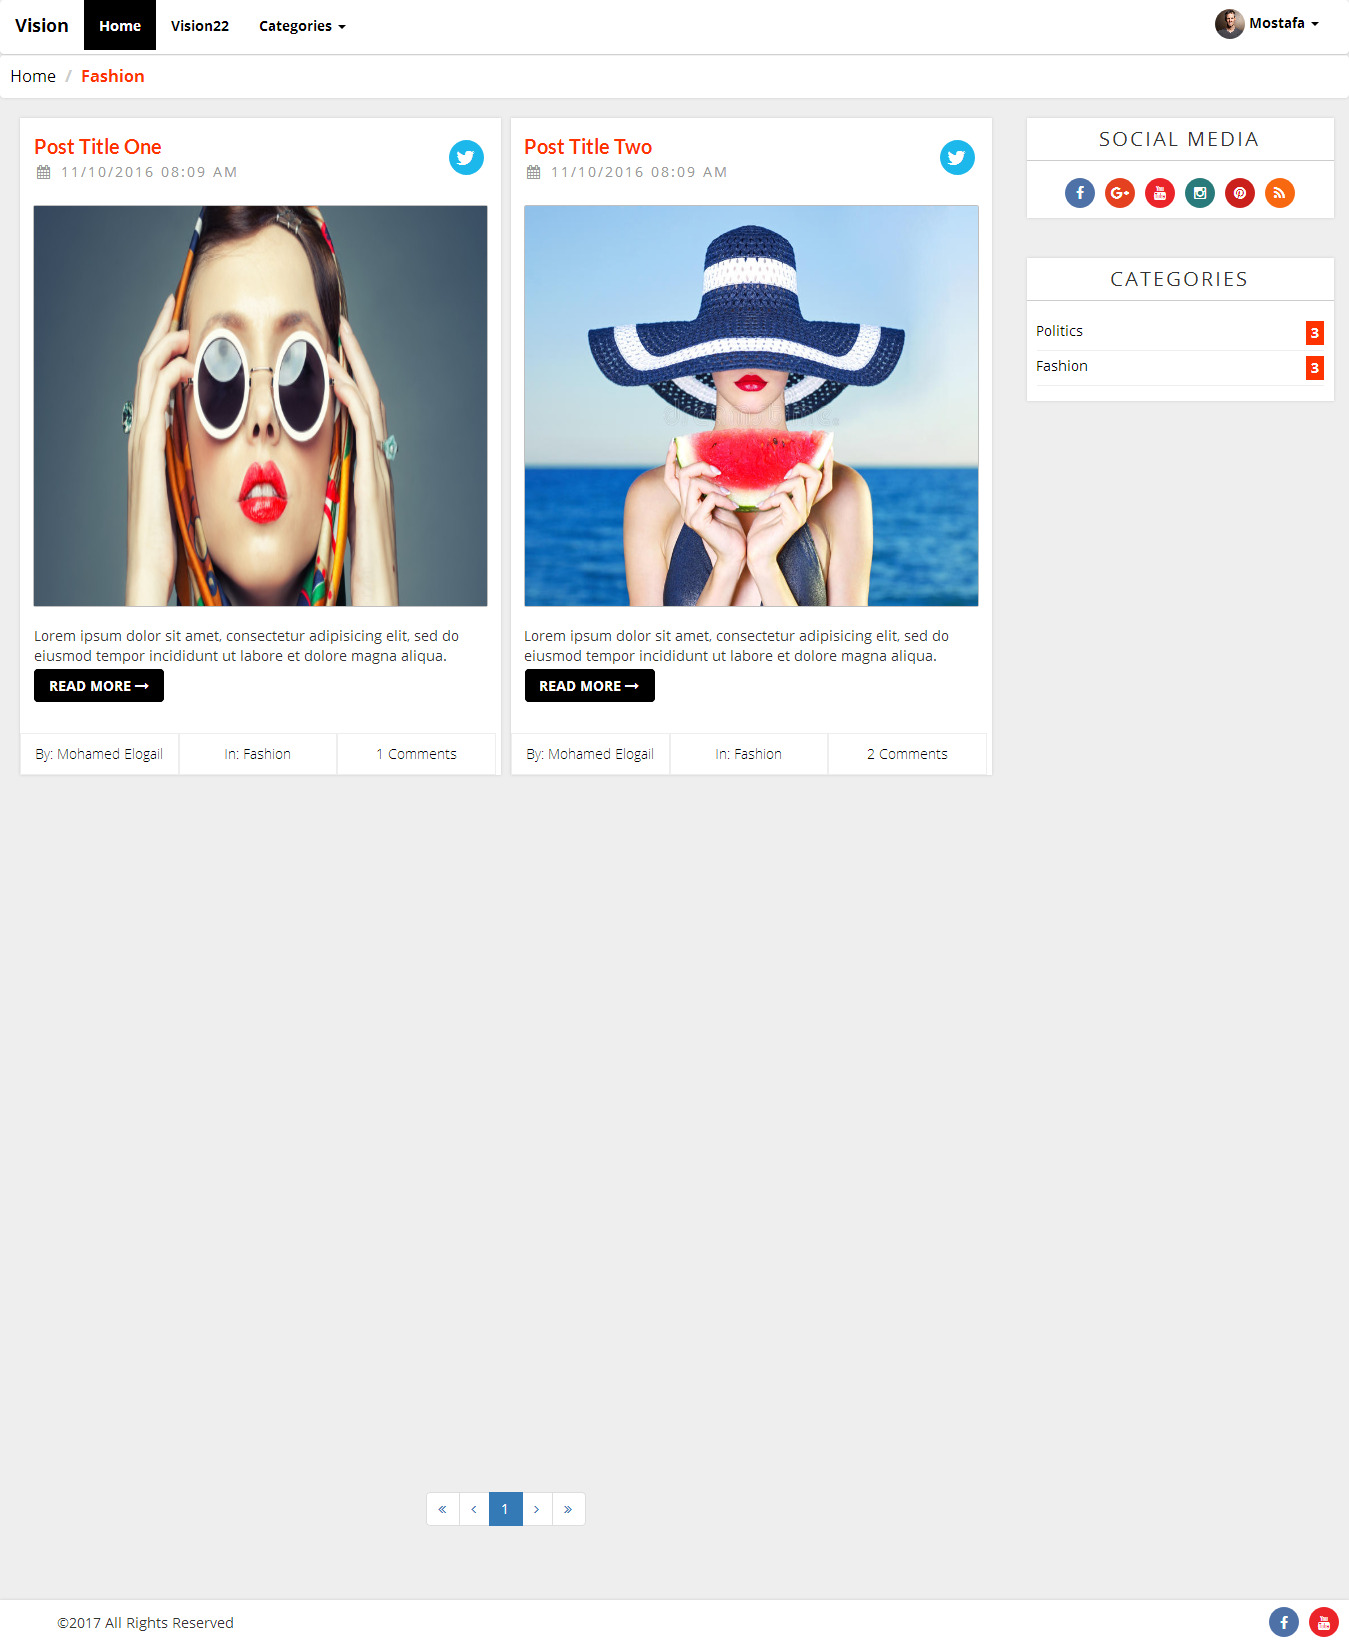 Vision Home Vision22 Categories Mostafa
Home / Fashion
Post Title One
11/10/2016 08:09 AM
Lorem ipsum dolor sit amet, consectetur adipisicing elit, sed do
eiusmod tempor incididunt ut labore et dolore magna aliqua.
READ MORE
By: Mohamed Elogail In: Fashion 1 Comments
Post Title Two
11/10/2016 08:09 AM
Lorem ipsum dolor sit amet, consectetur adipisicing elit, sed do
eiusmod tempor incididunt ut labore et dolore magna aliqua.
READ MORE
By: Mohamed Elogail In: Fashion 2 Comments
SOCIAL MEDIA
CATEGORIES
Politics 3
Fashion 3
« ‹ 1 › »
©2017 All Rights Reserved